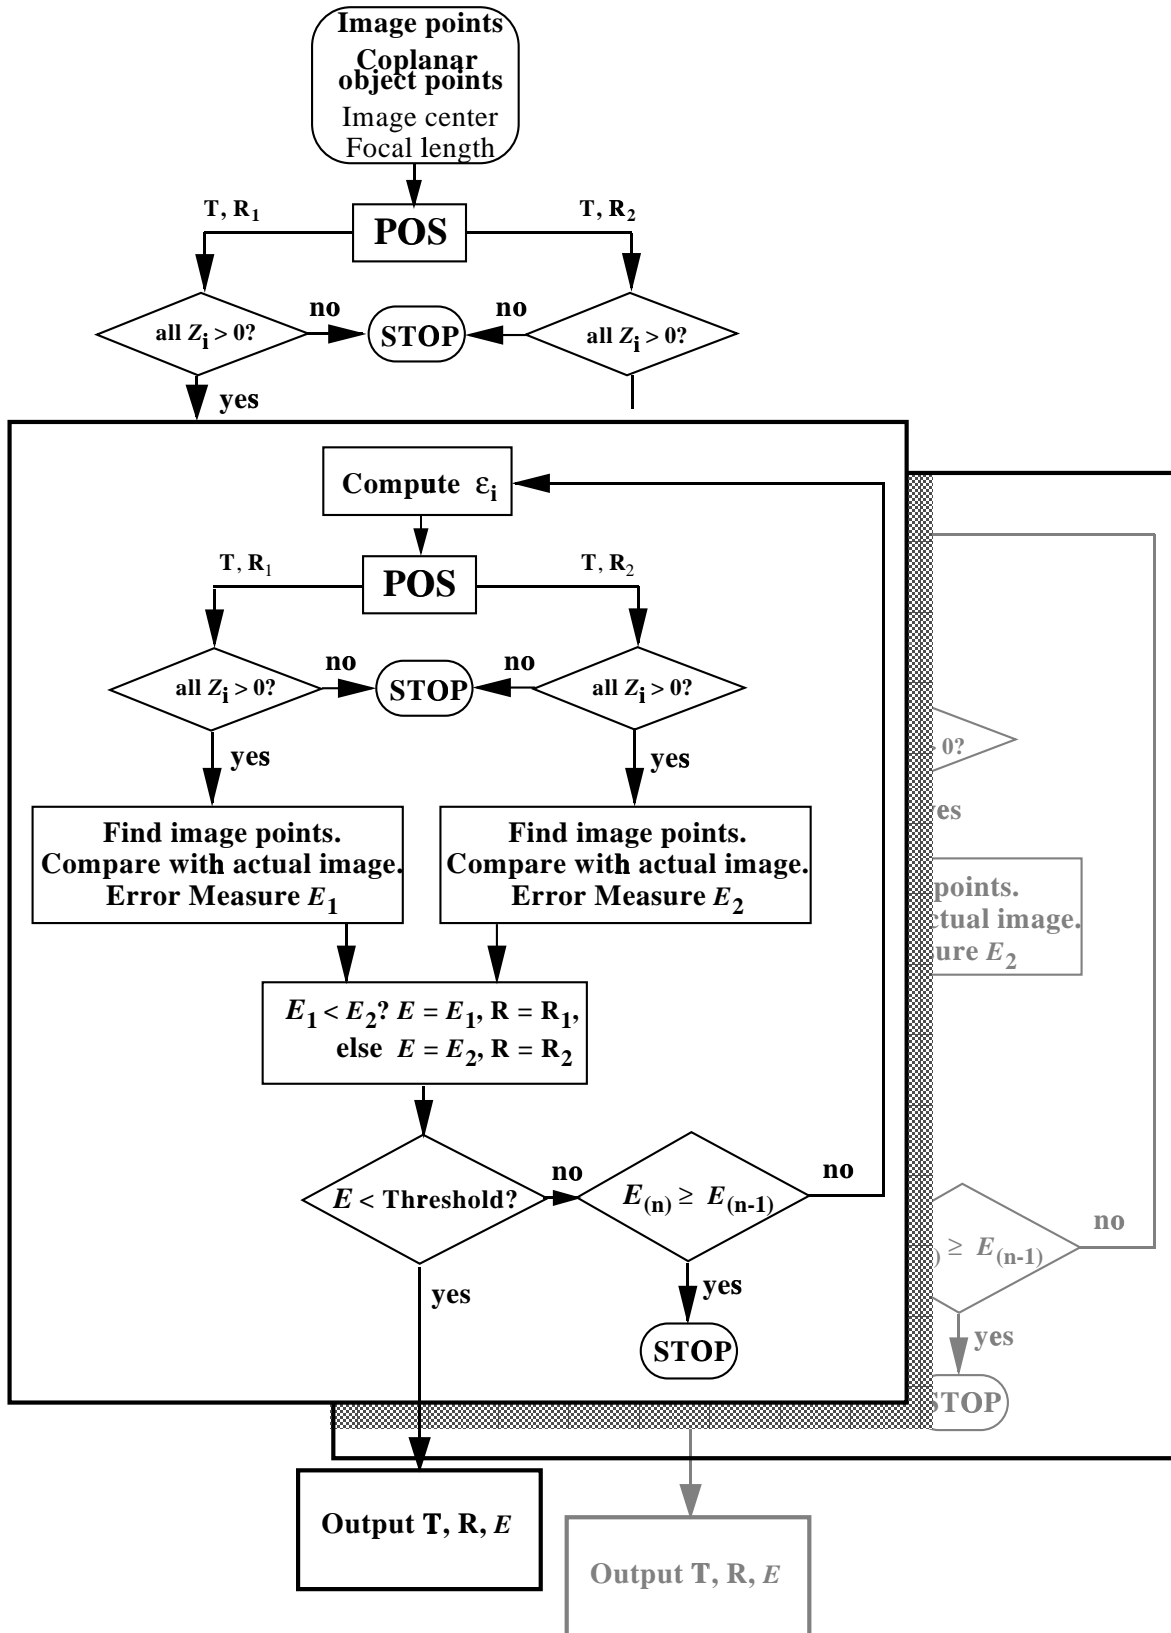 Image points
Coplanar
object points
Image center
Focal length
T, R1
T, R2
POS
no
no
all Zi > 0?
STOP
all Zi > 0?
yes
Compute εi
T, R1
T, R2
POS
no
no
all Zi > 0?
STOP
all Zi > 0?
> 0?
yes
yes
yes
Find image points.
Compare with actual image.
Error Measure E1
Find image points.
Compare with actual image.
Error Measure E2
points.
ctual image.
ure E2
E1 < E2? E = E1, R = R1,
else E = E2, R = R2
E < Threshold?
no
E(n) ≥ E(n-1)
no
) ≥ E(n-1)
no
yes
yes
yes
STOP
STOP
Output T, R, E
Output T, R, E